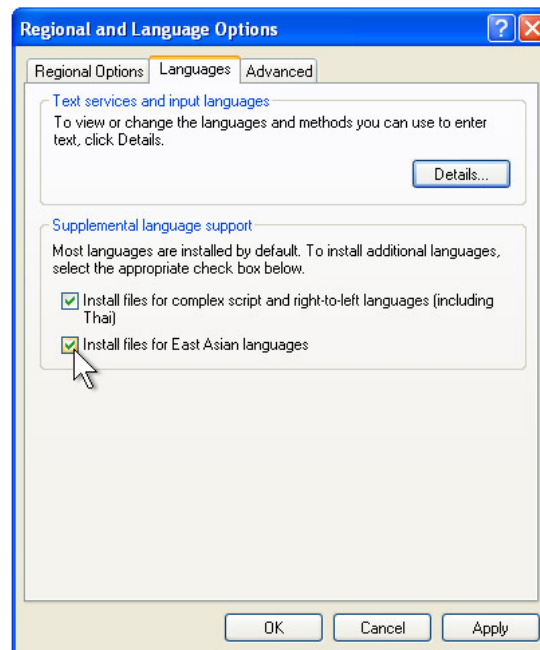 Regional and Language Options
Regional Options Languages Advanced
Text services and input languages
To view or change the languages and methods you can use to enter
text, click Details.
Details...
Supplemental language support
Most languages are installed by default. To install additional languages,
select the appropriate check box below.
Install files for complex script and right-to-left languages (including
Thai)
Install files for East Asian languages
OK Cancel Apply